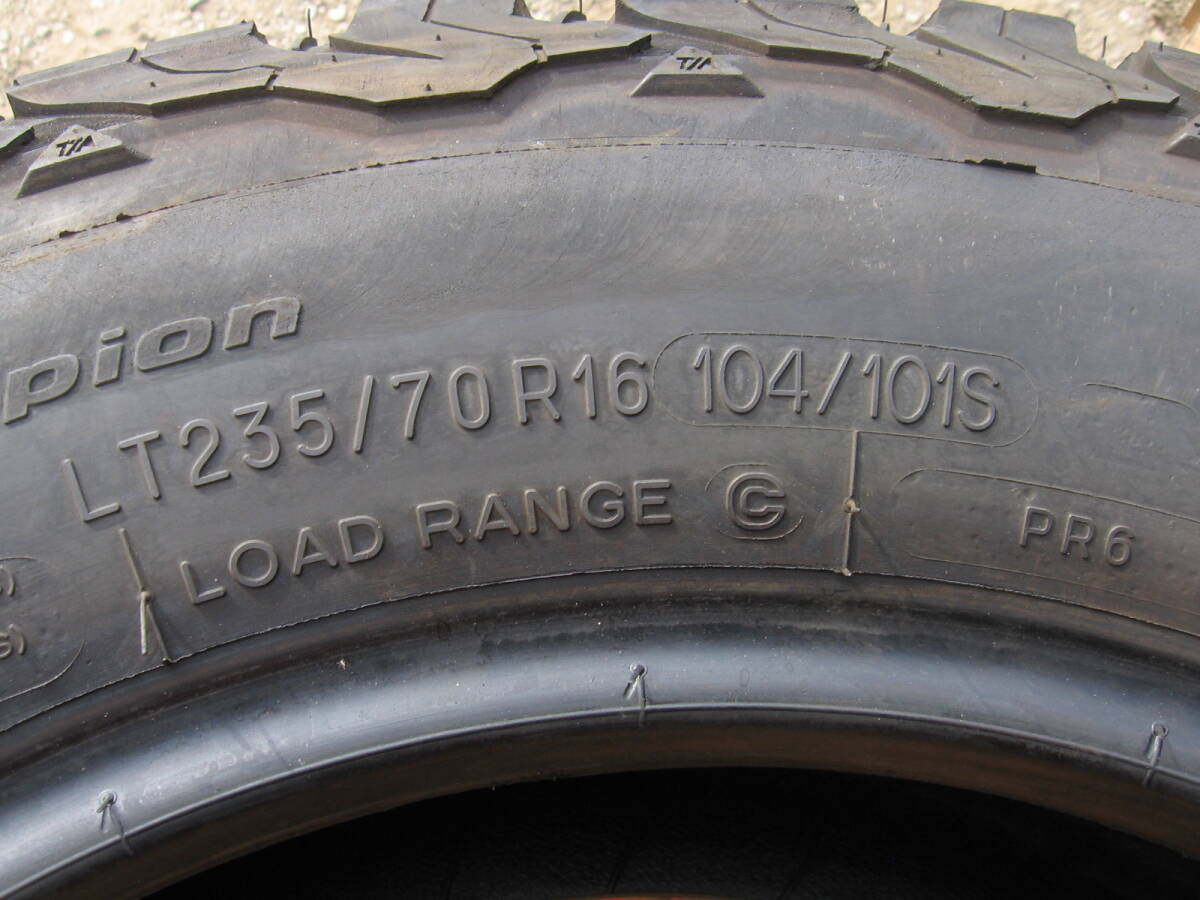 T/A
T/A
pion
LT235/70R16 104/101S
LOAD RANGE C
PR6